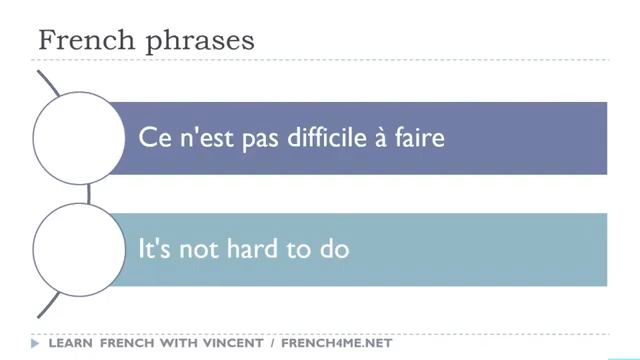 French phrases
Ce n'est pas difficile à faire
It's not hard to do
LEARN FRENCH WITH VINCENT / FRENCH4ME.NET